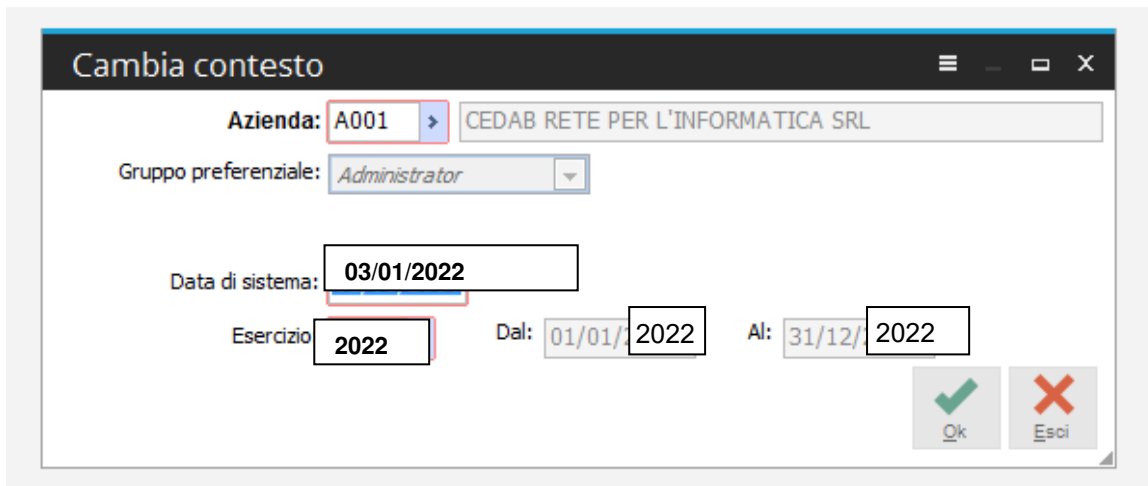 Cambia contesto
Azienda: A001 CEDAB RETE PER L'INFORMATICA SRL
Gruppo preferenziale: Administrator
Data di sistema: 03/01/2022
Esercizio 2022 Dal: 01/01/2022 Al: 31/12/2022
Ok Esci